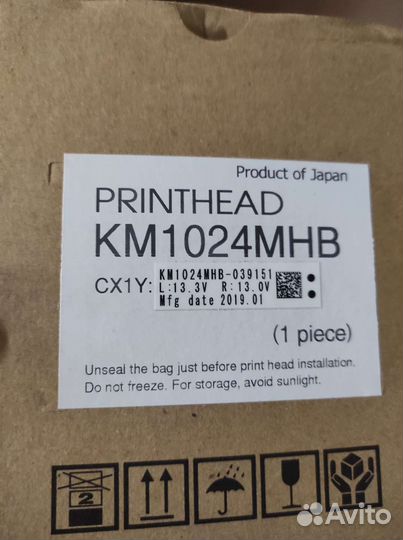 Product of Japan
PRINTHEAD
KM1024MHB
CX1Y:
KM1024MHB-039151
L:13.3V R:13.0V
Mfg date 2019.01
(1 piece)
Unseal the bag just before print head installation.
Do not freeze. For storage, avoid sunlight.
2
Avito